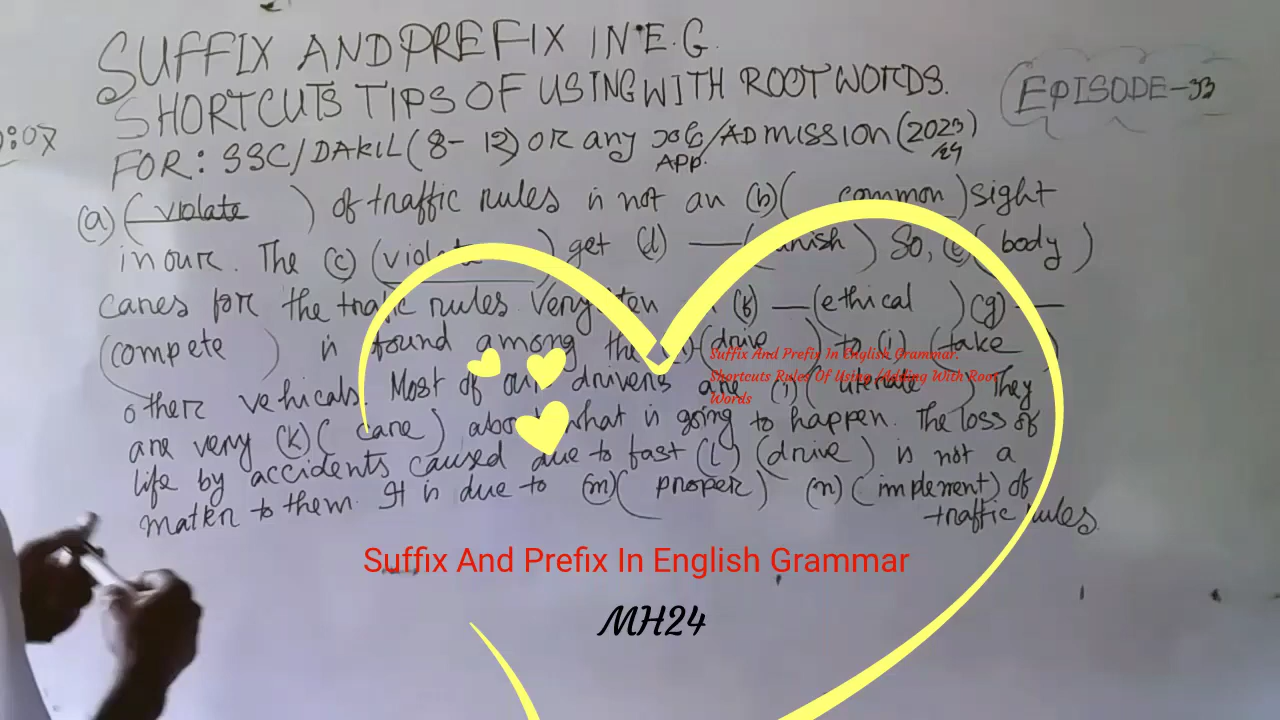 SUFFIX AND PREFIX IN E.G.
SHORTCUTS TIPS OF USING WITH ROOT WORDS.
EPISODE-33
0:07
FOR: SSC/DAKIL (8-12) OR any job/ADMISSION (2023)
APP. 24
(a) (violate ) of traffic rules is not an (b) ( common ) sight
in our. The (c) ( ) get (d) — ( ) So, (e) ( body )
cares for the trafic rules. Very (f) — (ethical ) (g) —
(compete ) is found among the (drive ) to (i) (take )
Suffix And Prefix In English Grammar.
Shortcuts Rules Of Using /Adding With Root
Words
other vehicals. Most of our drivers are (j) ( ) They
are very (k) ( care ) what is going to happen. The loss of
life by accidents caused due to fast (l) (drive ) is not a
matter to them. It is due to (m) ( proper ) (n) ( implement ) of
traffic rules.
Suffix And Prefix In English Grammar
MH24